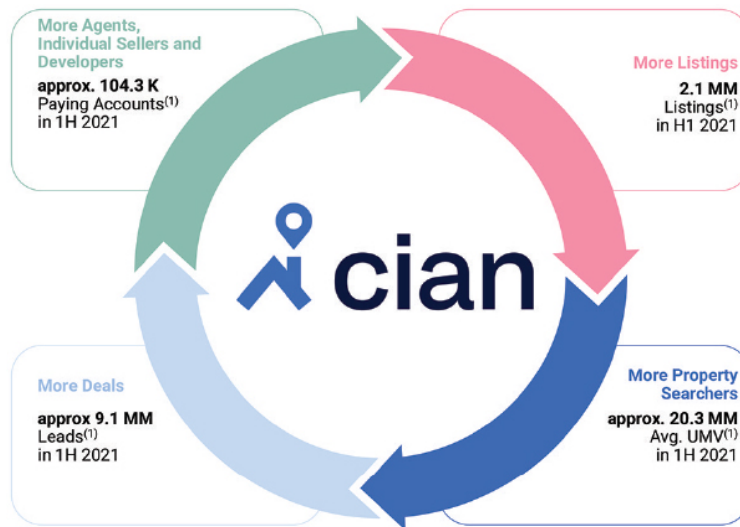 More Agents,
Individual Sellers and
Developers
approx. 104.3 K
Paying Accounts(1)
in 1H 2021
More Listings
2.1 MM
Listings(1)
in H1 2021
cian
More Deals
approx 9.1 MM
Leads(1)
in 1H 2021
More Property
Searchers
approx. 20.3 MM
Avg. UMV(1)
in 1H 2021